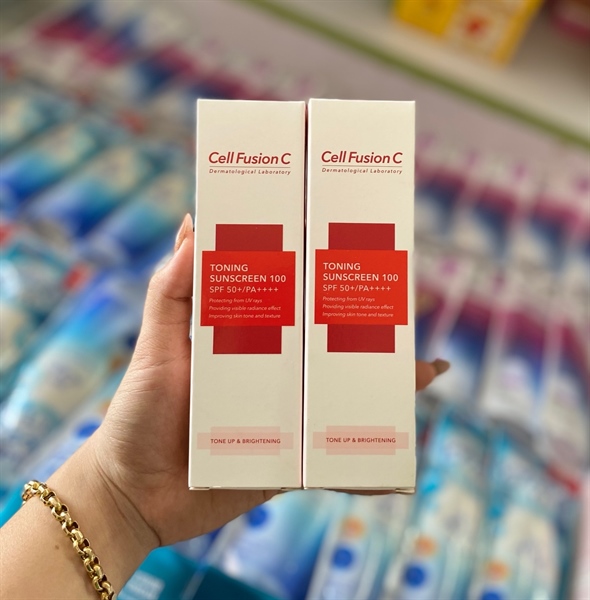 Cell Fusion C
Dermatological Laboratory
TONING
SUNSCREEN 100
SPF 50+/PA++++
Protecting from UV rays
Providing visible radiance effect
Improving skin tone and texture
TONE UP & BRIGHTENING
Cell Fusion C
Dermatological Laboratory
TONING
SUNSCREEN 100
SPF 50+/PA++++
Protecting from UV rays
Providing visible radiance effect
Improving skin tone and texture
TONE UP & BRIGHTENING